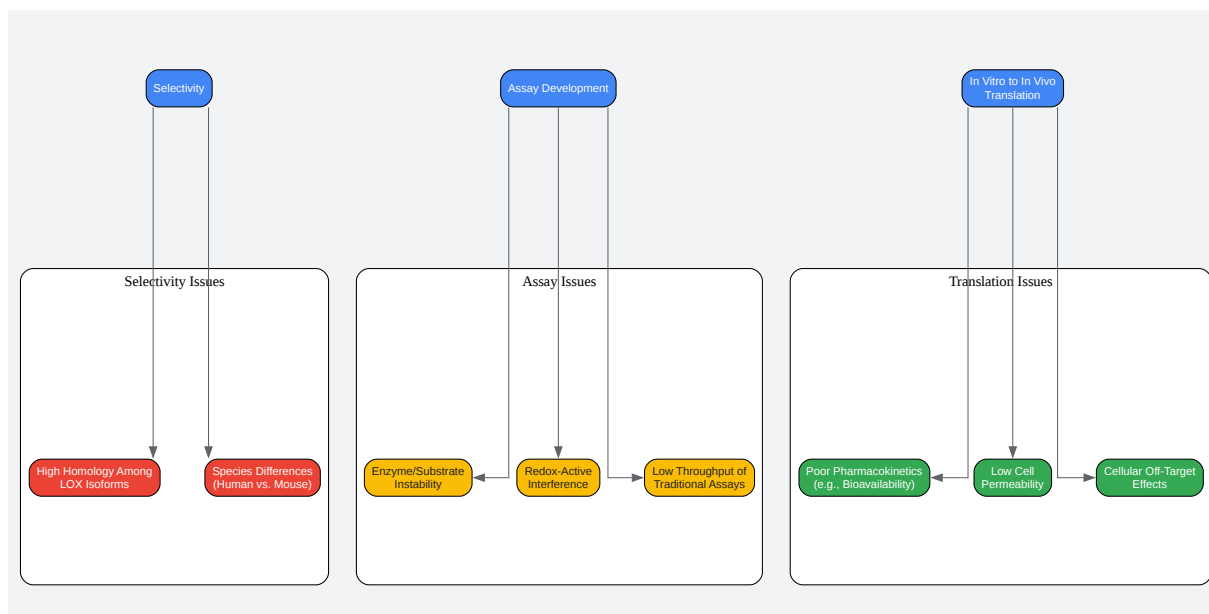 Selectivity
Assay Development
In Vitro to In Vivo
Translation
Selectivity Issues
Assay Issues
Translation Issues
High Homology Among
LOX Isoforms
Species Differences
(Human vs. Mouse)
Enzyme/Substrate
Instability
Redox-Active
Interference
Low Throughput of
Traditional Assays
Poor Pharmacokinetics
(e.g., Bioavailability)
Low Cell
Permeability
Cellular Off-Target
Effects